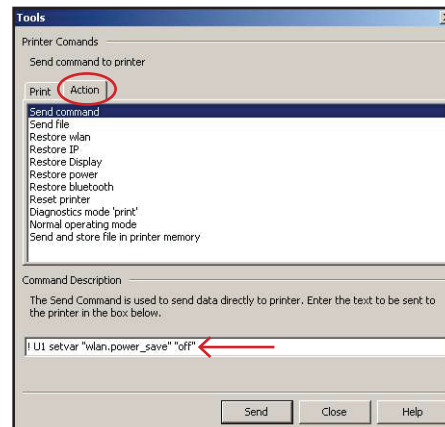 Tools
Printer Comands
Send command to printer
Print Action
Send command
Send file
Restore wlan
Restore IP
Restore Display
Restore power
Restore bluetooth
Reset printer
Diagnostics mode 'print'
Normal operating mode
Send and store file in printer memory
Command Description
The Send Command is used to send data directly to printer. Enter the text to be sent to
the printer in the box below.
! U1 setvar "wlan.power_save" "off"
Send Close Help